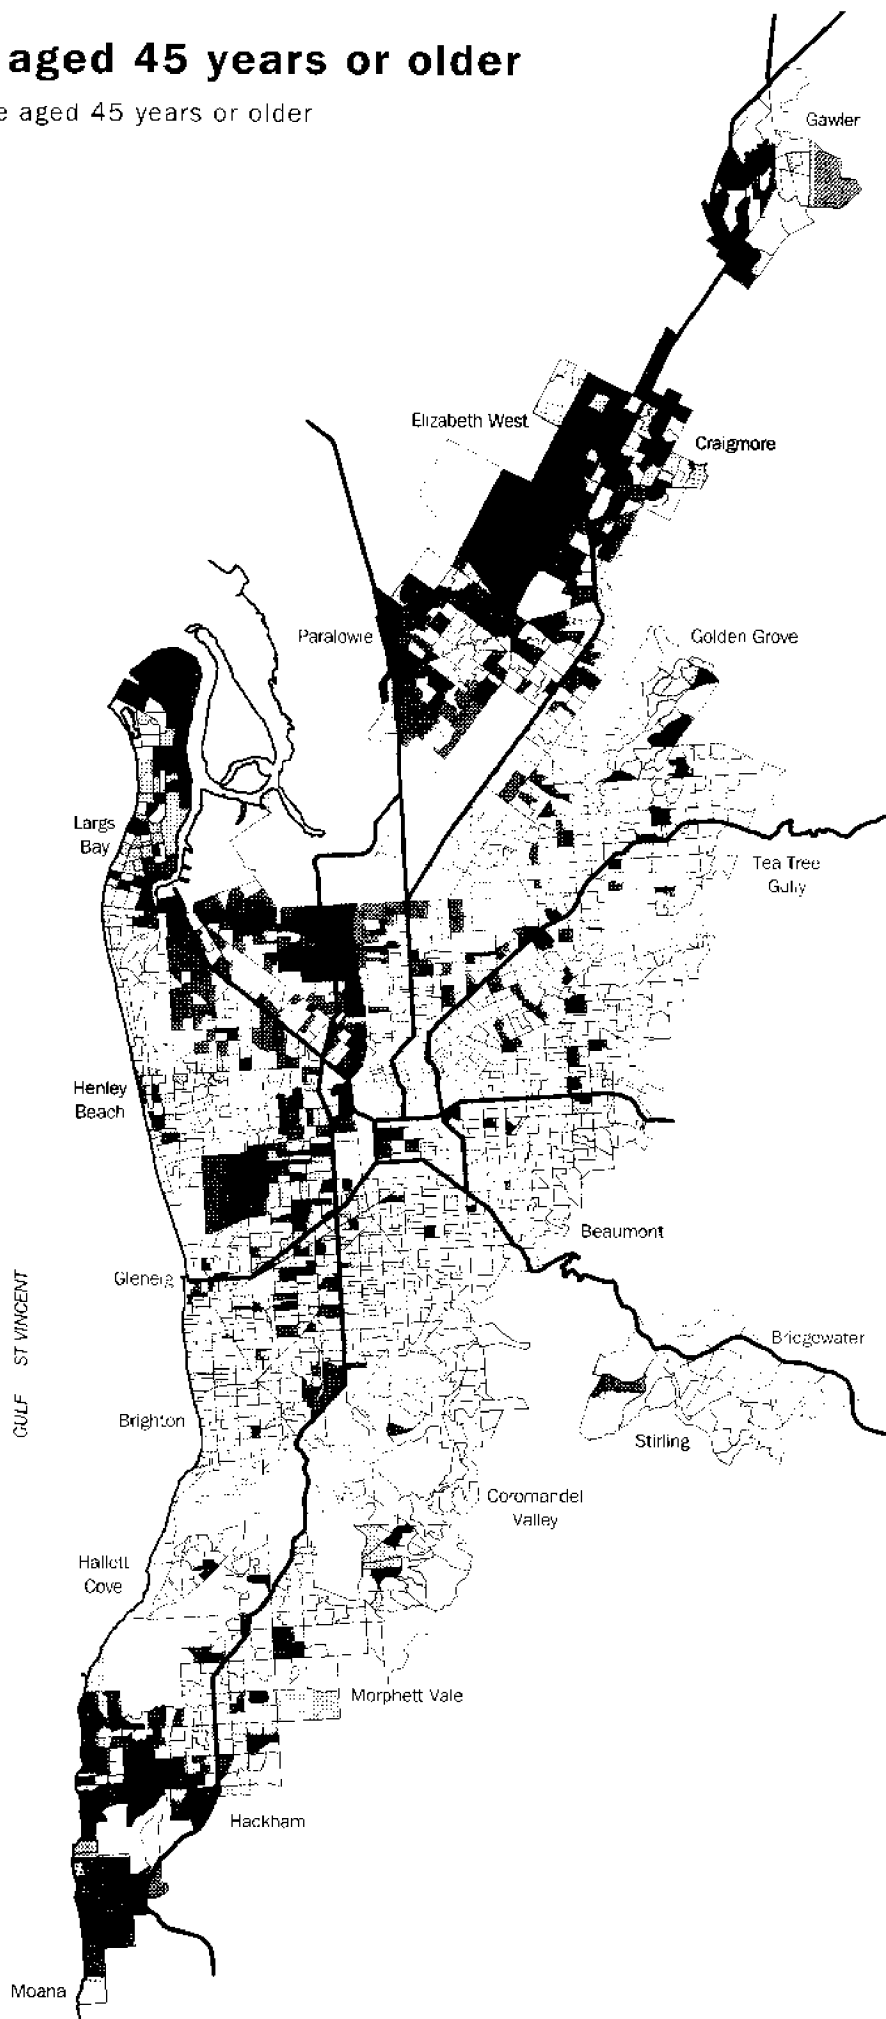 aged 45 years or older
e aged 45 years or older
Gawler
Elizabeth West
Craigmore
Paralowie
Golden Grove
Largs
Bay
Tea Tree
Gully
Henley
Beach
Beaumont
Glenelg
GULF ST VINCENT
Bridgewater
Brighton
Stirling
Coromandel
Valley
Hallett
Cove
Morphett Vale
Hackham
Moana